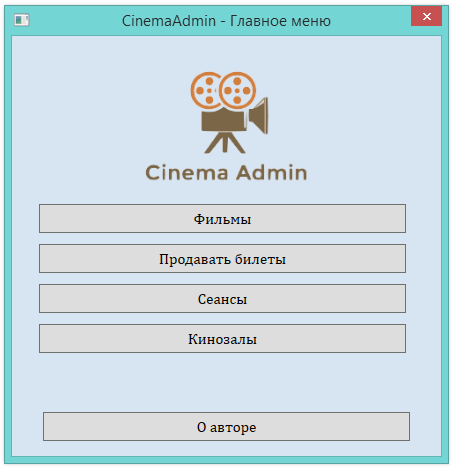 CinemaAdmin - Главное меню
Cinema Admin
Фильмы
Продавать билеты
Сеансы
Кинозалы
О авторе